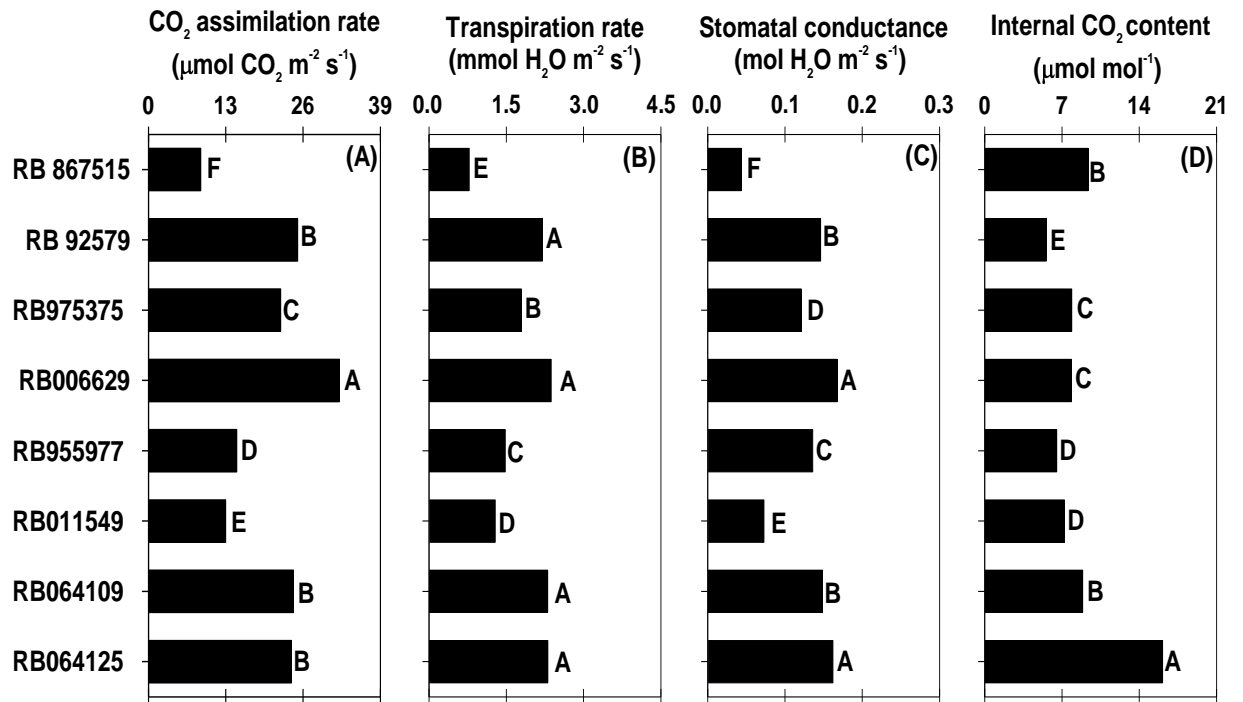 CO₂ assimilation rate
(μmol CO₂ m⁻² s⁻¹)
Transpiration rate
(mmol H₂O m⁻² s⁻¹)
Stomatal conductance
(mol H₂O m⁻² s⁻¹)
Internal CO₂ content
(μmol mol⁻¹)
0 13 26 39
0.0 1.5 3.0 4.5
0.0 0.1 0.2 0.3
0 7 14 21
(A) (B) (C) (D)
RB 867515 F E F B
RB 92579 B A B E
RB975375 C B D C
RB006629 A A A C
RB955977 D C C D
RB011549 E D E D
RB064109 B A B B
RB064125 B A A A